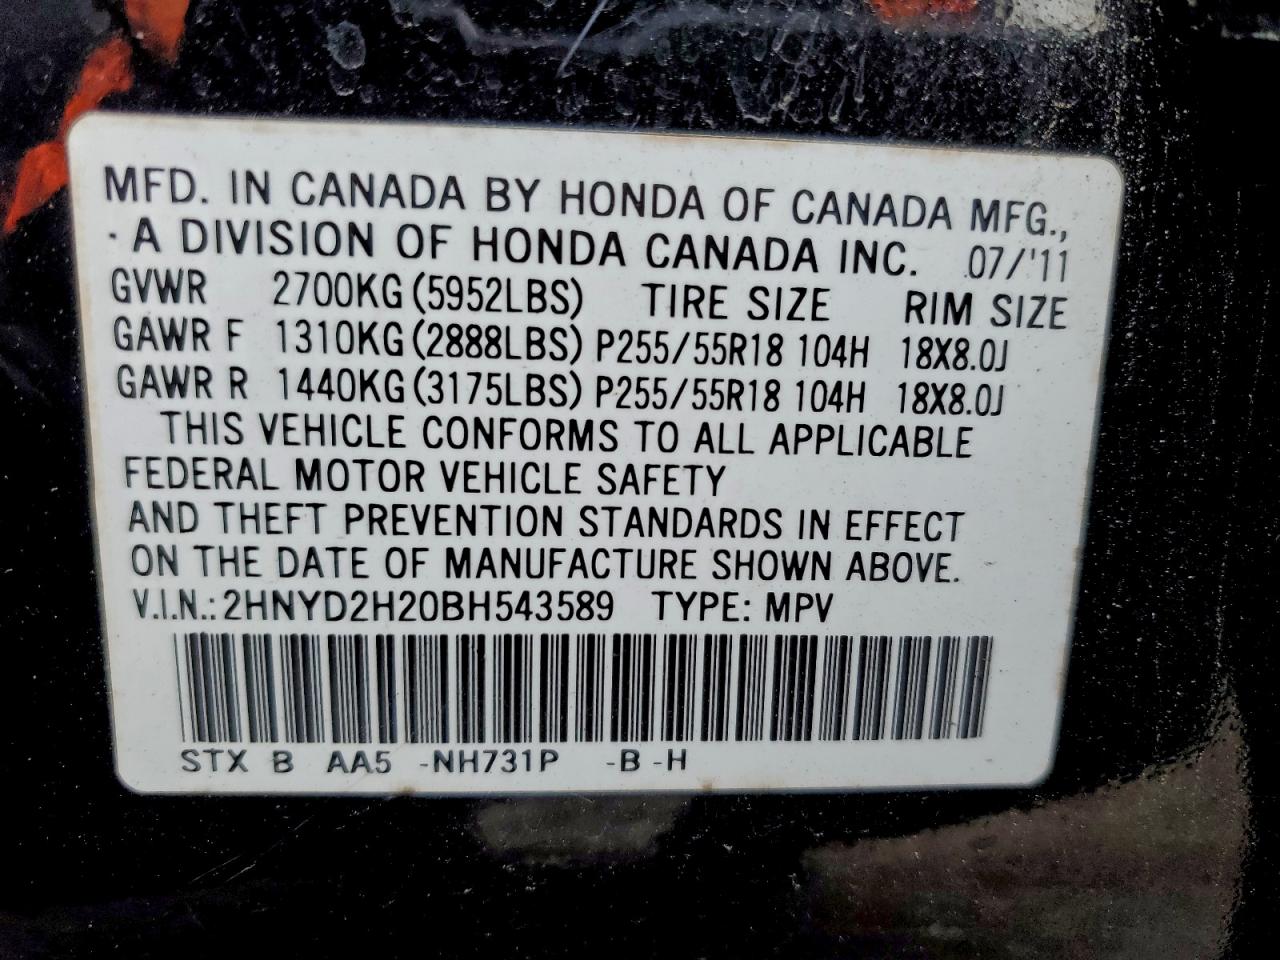 MFD. IN CANADA BY HONDA OF CANADA MFG.,
· A DIVISION OF HONDA CANADA INC. 07/'11
GVWR 2700KG (5952LBS) TIRE SIZE RIM SIZE
GAWR F 1310KG (2888LBS) P255/55R18 104H 18X8.0J
GAWR R 1440KG (3175LBS) P255/55R18 104H 18X8.0J
THIS VEHICLE CONFORMS TO ALL APPLICABLE
FEDERAL MOTOR VEHICLE SAFETY
AND THEFT PREVENTION STANDARDS IN EFFECT
ON THE DATE OF MANUFACTURE SHOWN ABOVE.
V.I.N.: 2HNYD2H20BH543589 TYPE: MPV
STX B AA5 -NH731P -B -H